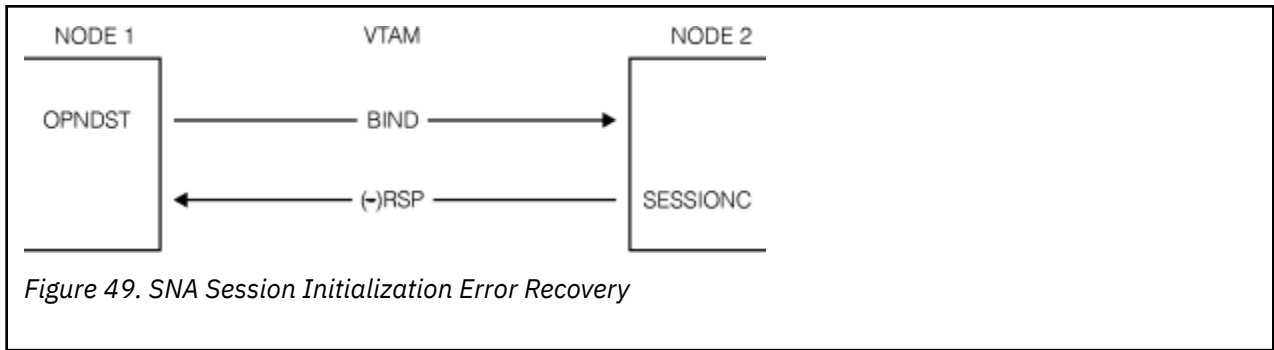 NODE 1 VTAM NODE 2
OPNDST BIND
(-)RSP SESSIONC
Figure 49. SNA Session Initialization Error Recovery